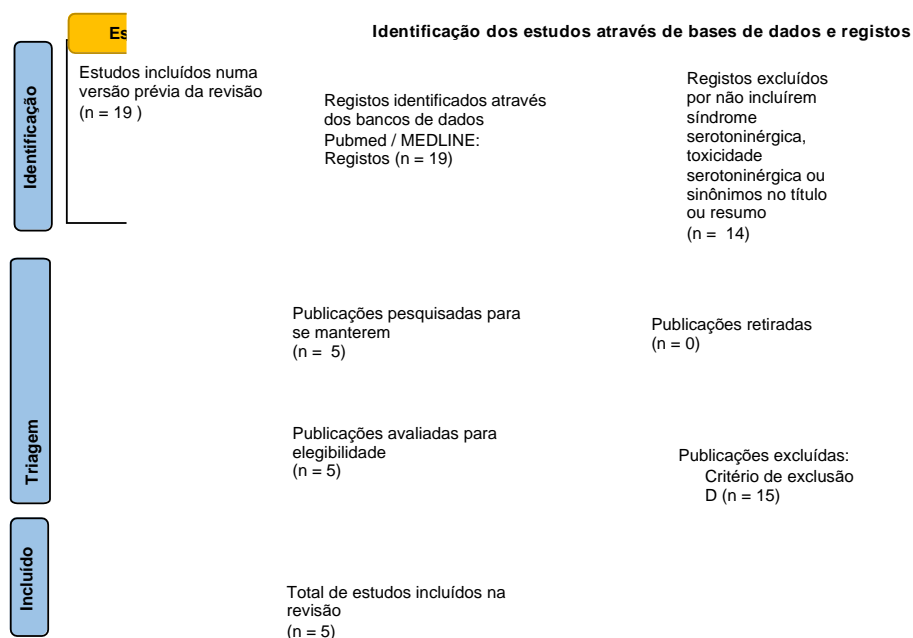 Es
Identificação dos estudos através de bases de dados e registos
Identificação
Estudos incluídos numa
versão prévia da revisão
(n = 19 )
Registos identificados através
dos bancos de dados
Pubmed / MEDLINE:
Registos (n = 19)
Registos excluídos
por não incluírem
síndrome
serotoninérgica,
toxicidade
serotoninérgica ou
sinônimos no título
ou resumo
(n = 14)
Triagem
Publicações pesquisadas para
se manterem
(n = 5)
Publicações retiradas
(n = 0)
Publicações avaliadas para
elegibilidade
(n = 5)
Publicações excluídas:
Critério de exclusão
D (n = 15)
Incluído
Total de estudos incluídos na
revisão
(n = 5)